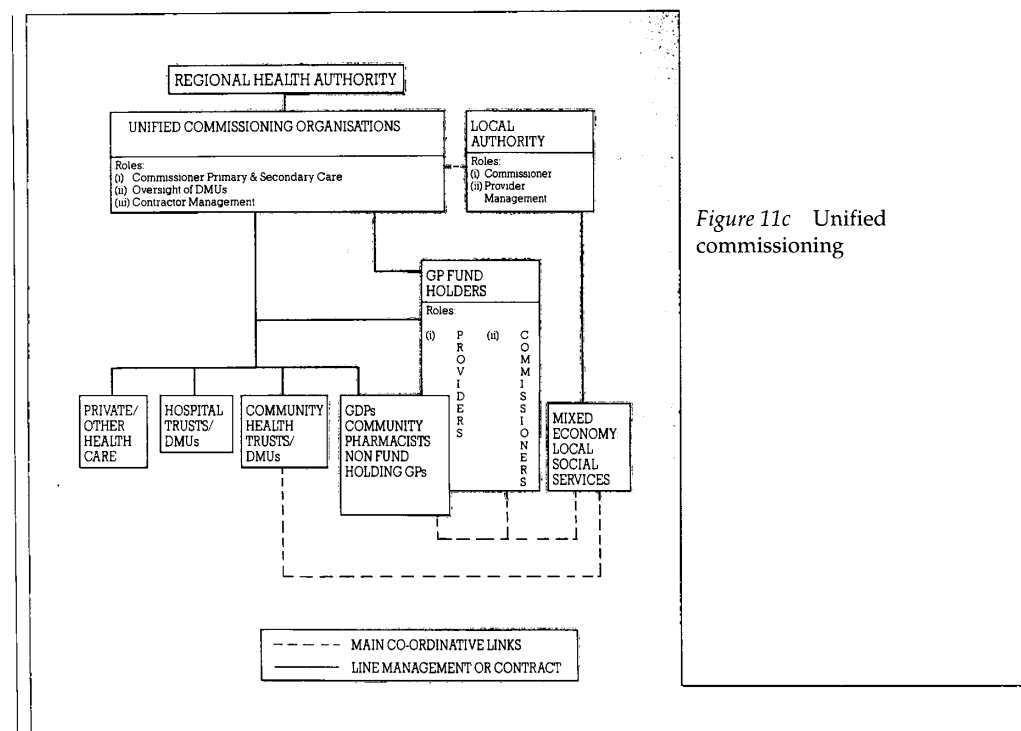 REGIONAL HEALTH AUTHORITY
UNIFIED COMMISSIONING ORGANISATIONS
Roles:
(i) Commissioner Primary & Secondary Care
(ii) Oversight of DMUs
(iii) Contractor Management
LOCAL
AUTHORITY
Roles:
(i) Commissioner
(ii) Provider
Management
Figure 11c Unified
commissioning
GP FUND
HOLDERS
Roles:
(i) PROVIDERS
(ii) COMMISSIONERS
PRIVATE/
OTHER
HEALTH
CARE
HOSPITAL
TRUSTS/
DMUs
COMMUNITY
HEALTH
TRUSTS/
DMUs
GDPs
COMMUNITY
PHARMACISTS
NON FUND
HOLDING GPs
MIXED
ECONOMY
LOCAL
SOCIAL
SERVICES
MAIN CO-ORDINATIVE LINKS
LINE MANAGEMENT OR CONTRACT